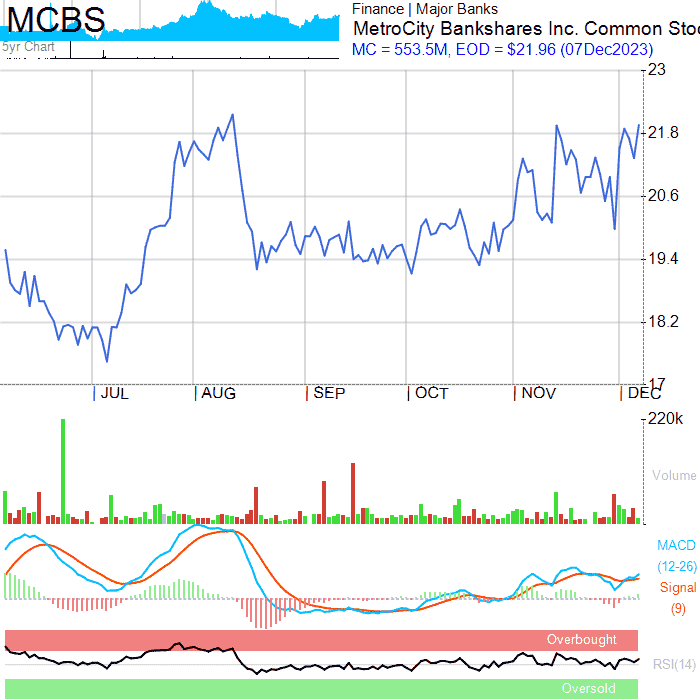 MCBS
5yr Chart
Finance | Major Banks
MetroCity Bankshares Inc. Common Stoc
MC = 553.5M, EOD = $21.96 (07Dec2023)
23
21.8
20.6
19.4
18.2
17
JUL AUG SEP OCT NOV DEC
220k
Volume
MACD
(12-26)
Signal
(9)
Overbought
RSI(14)
Oversold